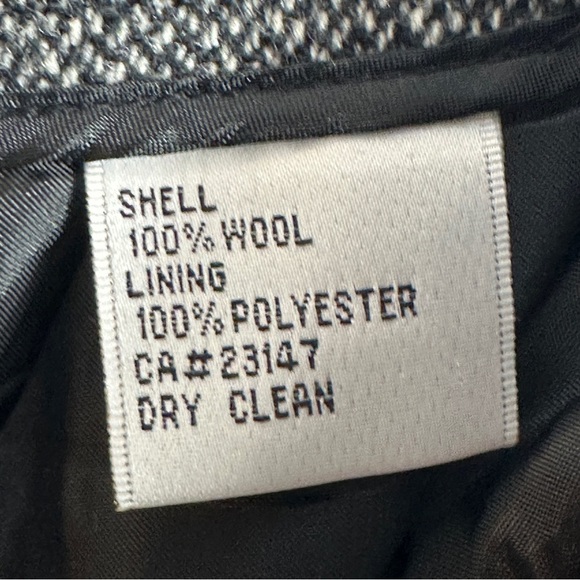 SHELL
100% WOOL
LINING
100% POLYESTER
CA#23147
DRY CLEAN